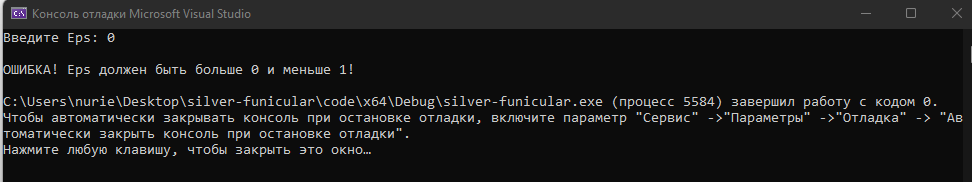 Консоль отладки Microsoft Visual Studio
Введите Eps: 0
ОШИБКА! Eps должен быть больше 0 и меньше 1!
C:\Users\nurie\Desktop\silver-funicular\code\x64\Debug\silver-funicular.exe (процесс 5584) завершил работу с кодом 0.
Чтобы автоматически закрывать консоль при остановке отладки, включите параметр "Сервис" ->"Параметры" ->"Отладка" -> "Ав
томатически закрыть консоль при остановке отладки".
Нажмите любую клавишу, чтобы закрыть это окно…